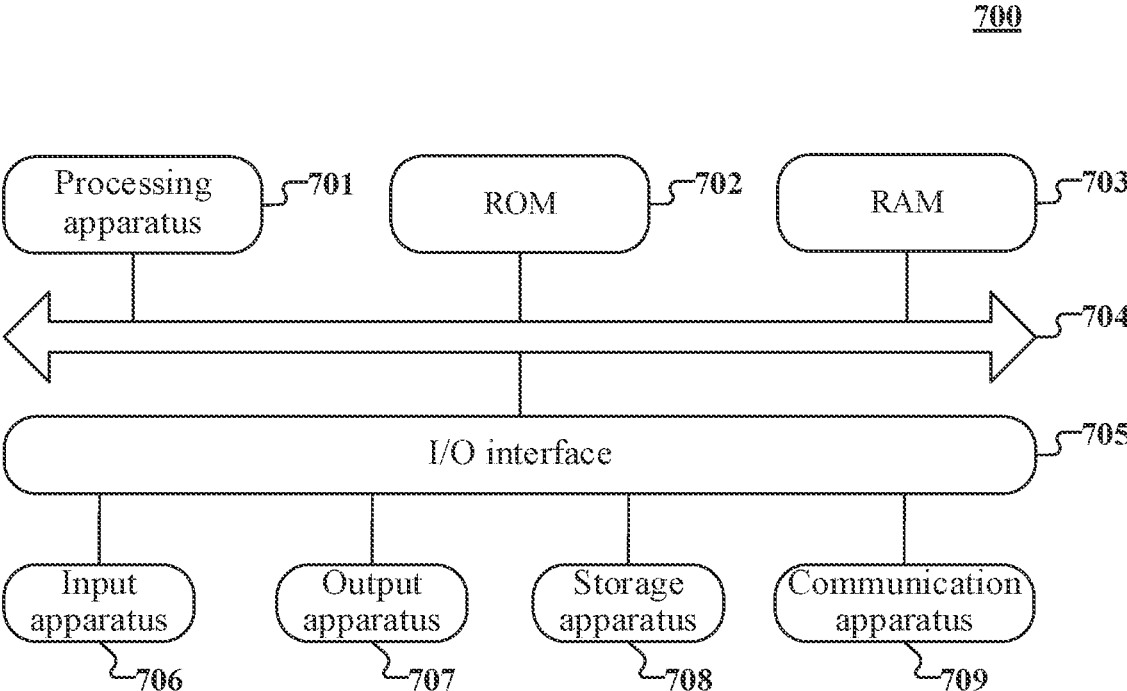 700
Processing
apparatus
701
ROM
702
RAM
703
704
I/O interface
705
Input
apparatus
706
Output
apparatus
707
Storage
apparatus
708
Communication
apparatus
709